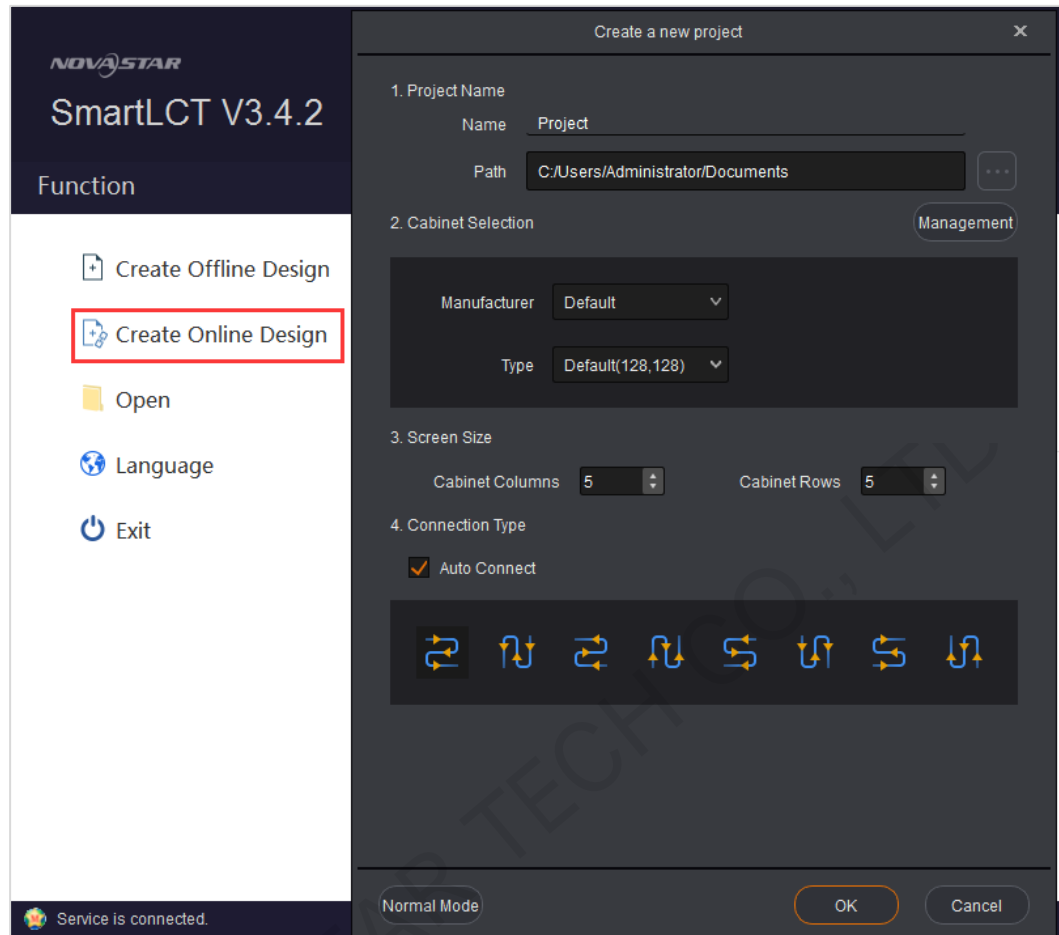 NOVASTAR
SmartLCT V3.4.2
Function
Create Offline Design
Create Online Design
Open
Language
Exit
Service is connected.
Create a new project
1. Project Name
Name Project
Path C:/Users/Administrator/Documents ...
2. Cabinet Selection Management
Manufacturer Default
Type Default(128,128)
3. Screen Size
Cabinet Columns 5 Cabinet Rows 5
4. Connection Type
Auto Connect
Normal Mode OK Cancel
TECH CO., LTD